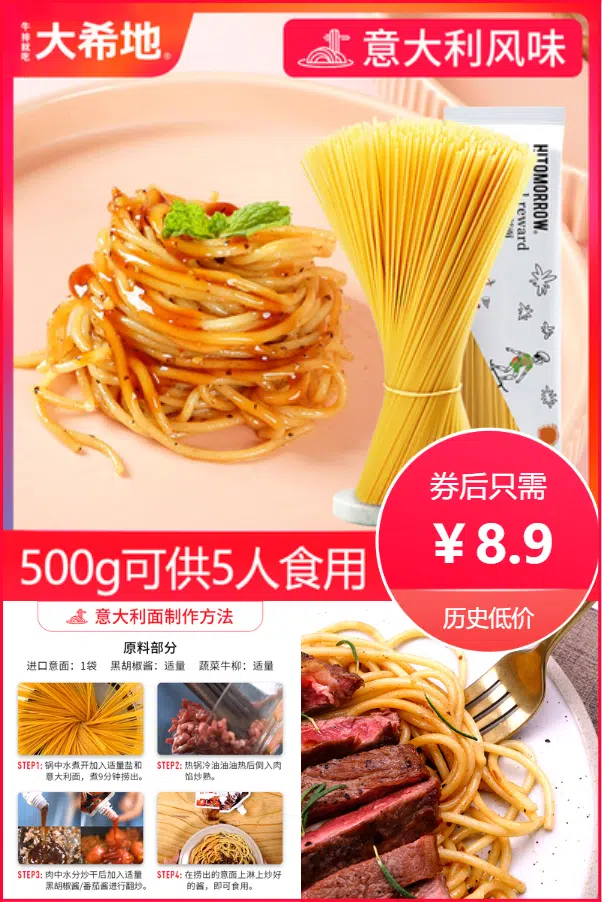 牛排就吃
大希地®
意大利风味
HITOMORROW®
reward
500g可供5人食用
券后只需
￥8.9
历史低价
意大利面制作方法
原料部分
进口意面：1袋 黑胡椒酱：适量 蔬菜牛柳：适量
STEP1: 锅中水煮开加入适量盐和
意大利面，煮9分钟捞出。
STEP2: 热锅冷油油油热后倒入肉
馅炒熟。
STEP3: 肉中水分炒干后加入适量
黑胡椒酱/番茄酱进行翻炒。
STEP4: 在捞出的意面上淋上炒好
的酱，即可食用。